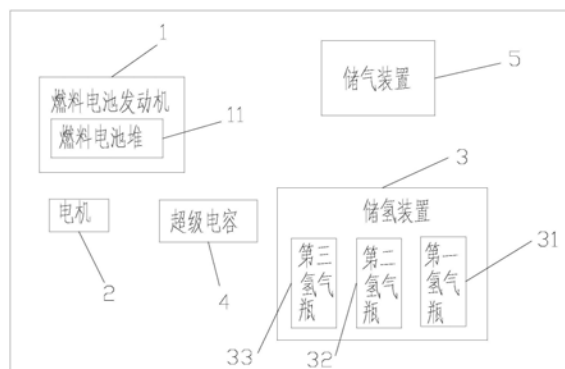 1
储气装置
5
燃料电池发动机
燃料电池堆
11
3
电机
超级电容
储氢装置
第三氢气瓶
第二氢气瓶
第一氢气瓶
31
2
4
33
32